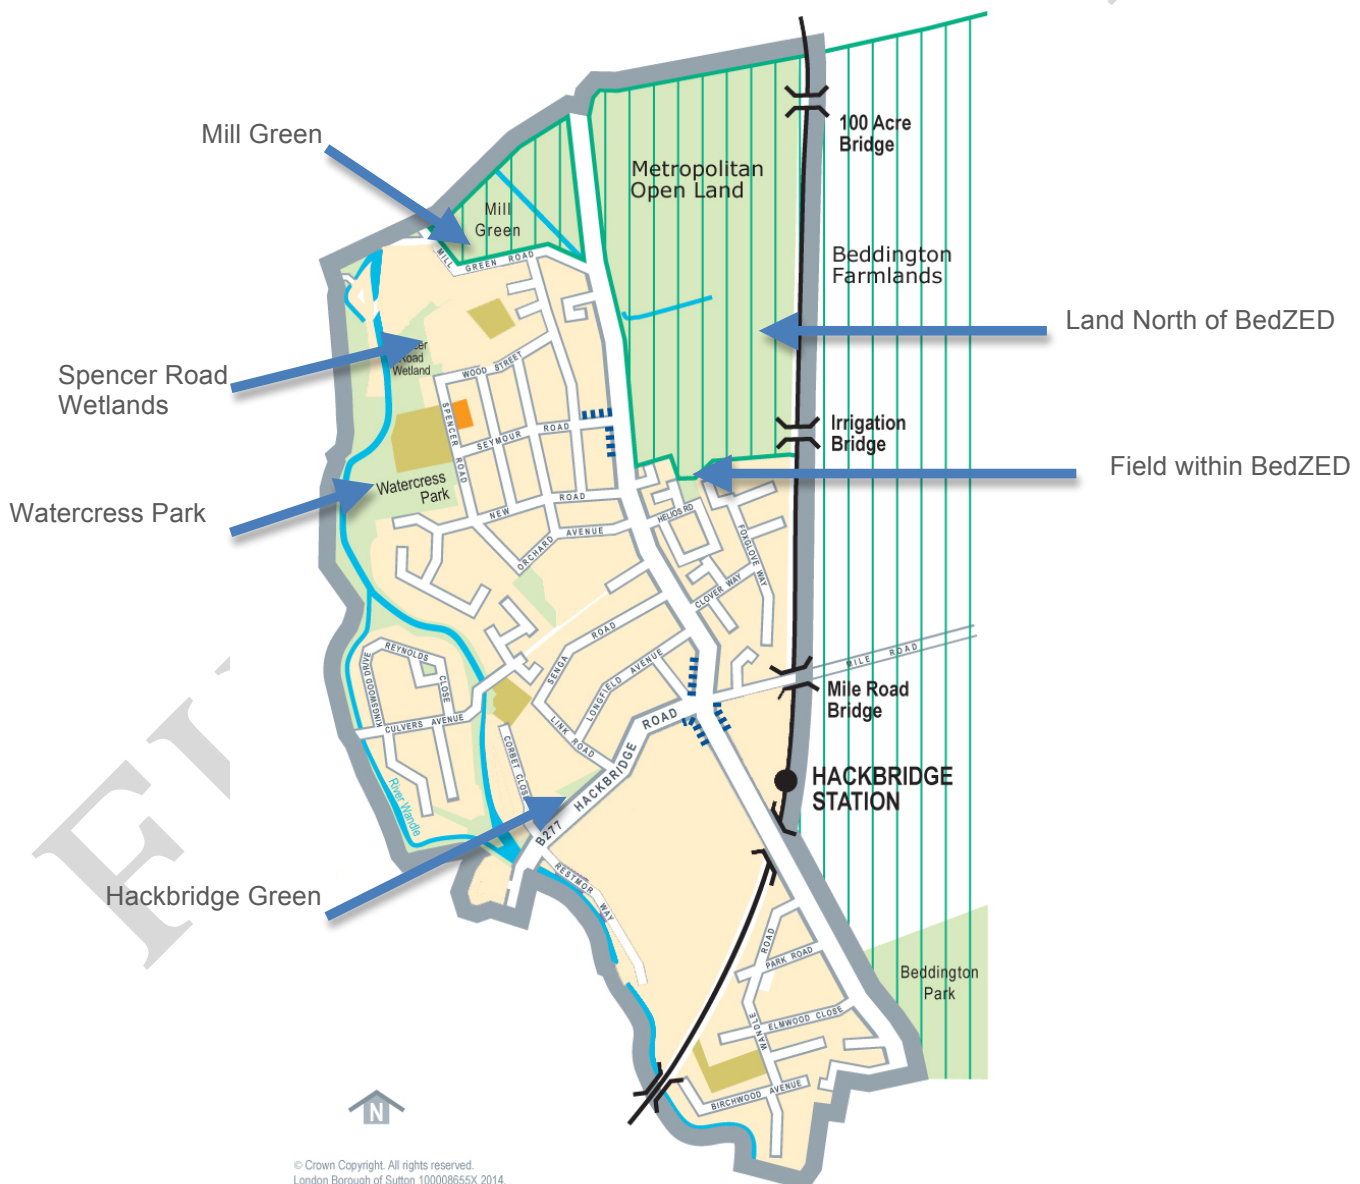 100 Acre
Bridge
Mill Green
Metropolitan
Open Land
Mill
Green
MILL GREEN ROAD
Beddington
Farmlands
Land North of BedZED
Road
Wetland
Spencer Road
Wetlands
WOOD STREET
SPENCER ROAD
SEYMOUR ROAD
Irrigation
Bridge
Field within BedZED
Watercress
Park
Watercress Park
NEW ROAD
HELIOS RD
ORCHARD AVENUE
FOXGLOVE WAY
CLOVER WAY
SENGA ROAD
MILE ROAD
REYNOLDS CLOSE
KINGSWOOD DRIVE
LONGFIELD AVENUE
Mile Road
Bridge
CULVERS AVENUE
LINK ROAD
CORBET CLOSE
B277 HACKBRIDGE ROAD
HACKBRIDGE
STATION
River Wandle
Hackbridge Green
RESTMOR WAY
WANDLE ROAD
PARK ROAD
Beddington
Park
ELMWOOD CLOSE
BIRCHWOOD AVENUE
N
© Crown Copyright. All rights reserved.
London Borough of Sutton 100008655X 2014.